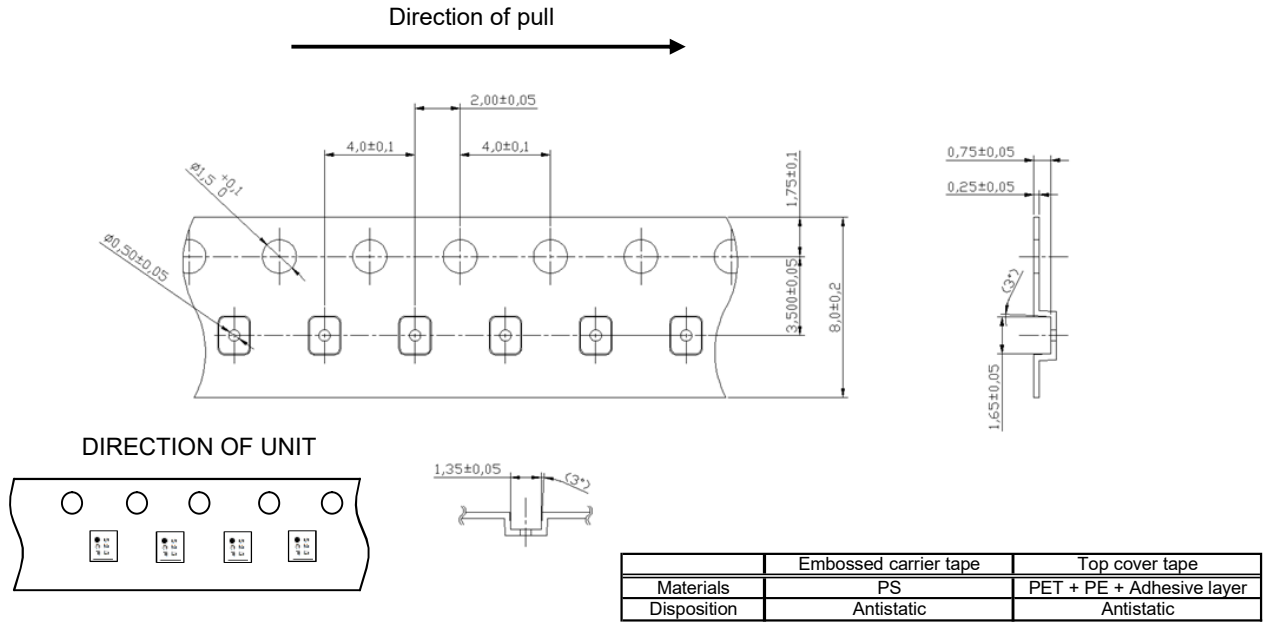 Direction of pull
2,00±0,05
4,0±0,1
4,0±0,1
ø1,5 +0,1 0
ø0,50±0,05
1,75±0,1
3,500±0,05
8,0±0,2
0,75±0,05
0,25±0,05
(3°)
1,65±0,05
DIRECTION OF UNIT
1,35±0,05
(3°)
Embossed carrier tape Top cover tape
Materials PS PET + PE + Adhesive layer
Disposition Antistatic Antistatic